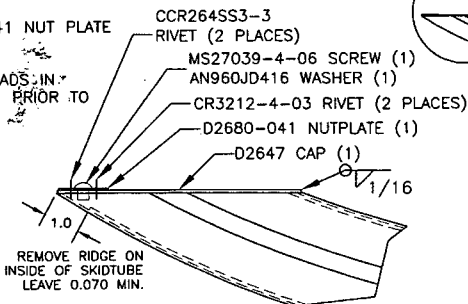 41 NUT PLATE
ADS IN
PRIOR TO
CCR264SS3-3
RIVET (2 PLACES)
MS27039-4-06 SCREW (1)
AN960JD416 WASHER (1)
CR3212-4-03 RIVET (2 PLACES)
D2680-041 NUTPLATE (1)
D2647 CAP (1)
1/16
1.0
REMOVE RIDGE ON
INSIDE OF SKIDTUBE
LEAVE 0.070 MIN.